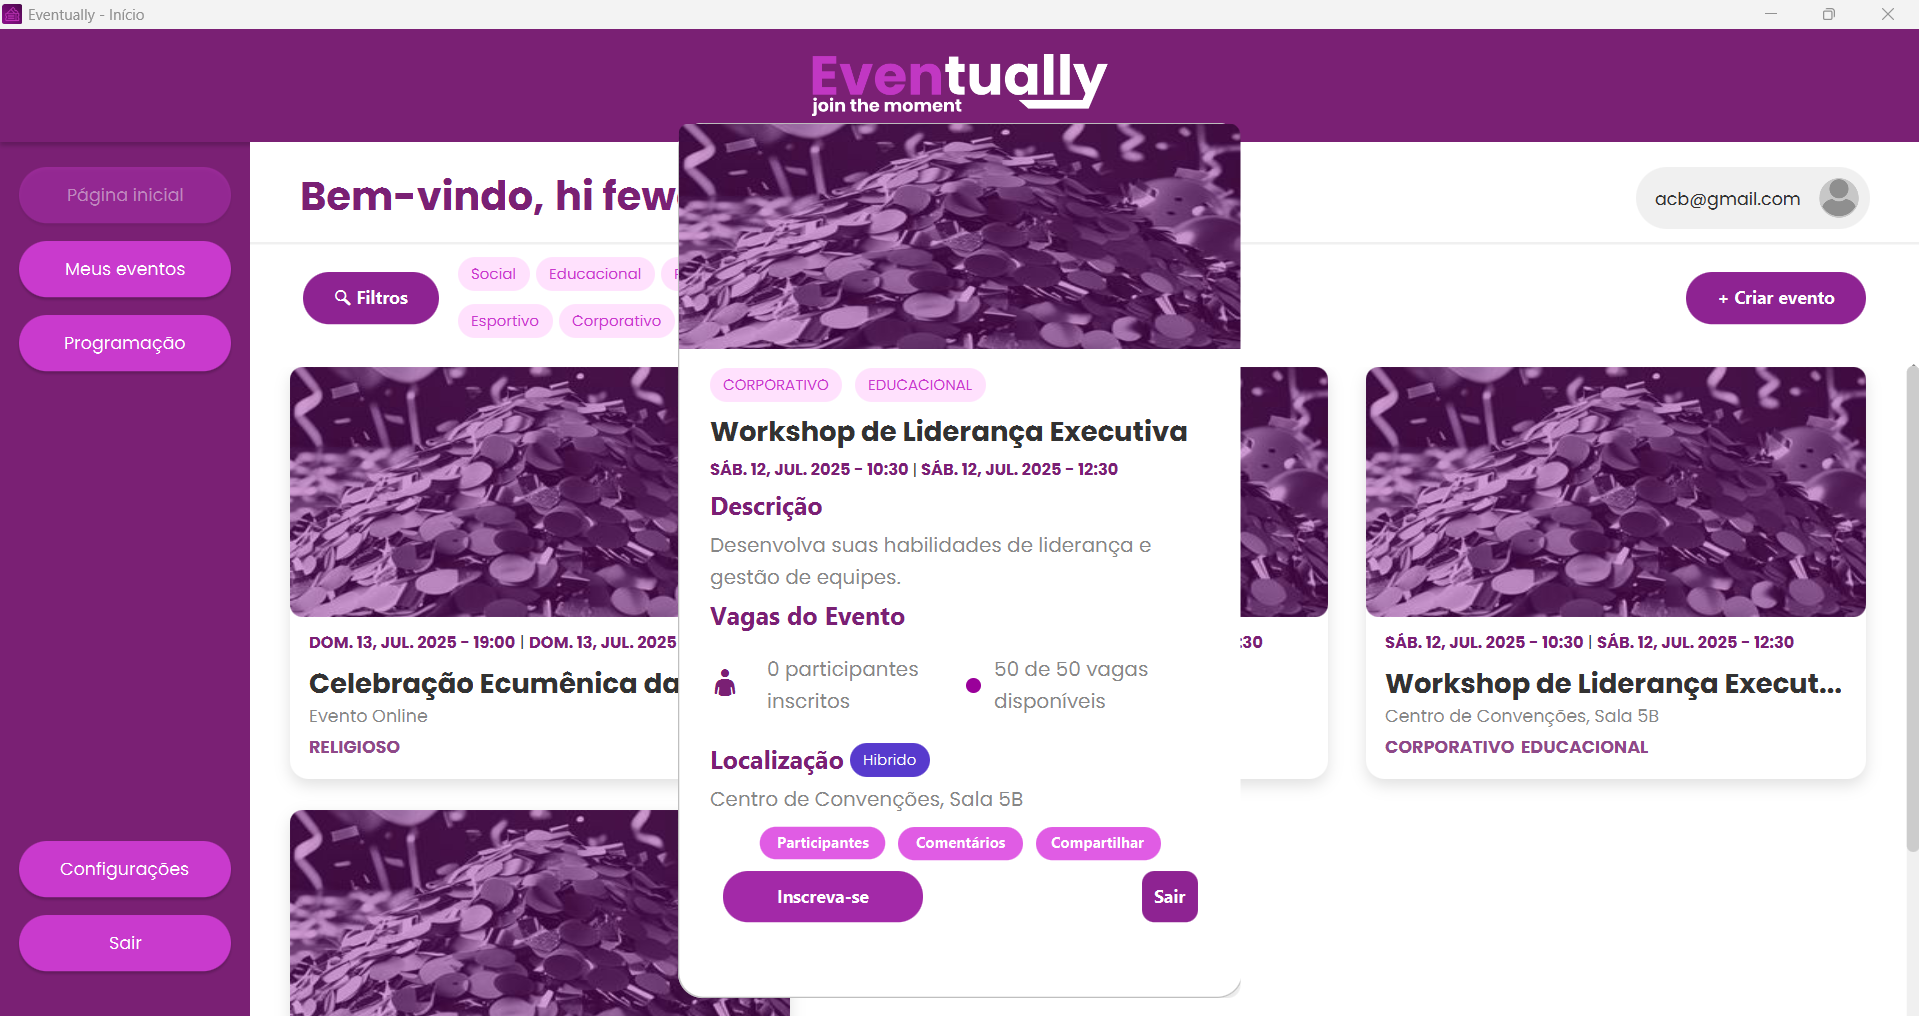 Eventually - Início
Eventually
join the moment
Página inicial
Meus eventos
Programação
Configurações
Sair
Bem-vindo, hi few
acb@gmail.com
Filtros
Social
Educacional
Esportivo
Corporativo
+ Criar evento
DOM. 13, JUL. 2025 - 19:00 | DOM. 13, JUL. 2025
Celebração Ecumênica da
Evento Online
RELIGIOSO
CORPORATIVO
EDUCACIONAL
Workshop de Liderança Executiva
SÁB. 12, JUL. 2025 - 10:30 | SÁB. 12, JUL. 2025 - 12:30
Descrição
Desenvolva suas habilidades de liderança e
gestão de equipes.
Vagas do Evento
0 participantes
inscritos
50 de 50 vagas
disponíveis
Localização
Hibrido
Centro de Convenções, Sala 5B
Participantes
Comentários
Compartilhar
Inscreva-se
Sair
:30
SÁB. 12, JUL. 2025 - 10:30 | SÁB. 12, JUL. 2025 - 12:30
Workshop de Liderança Execut...
Centro de Convenções, Sala 5B
CORPORATIVO EDUCACIONAL